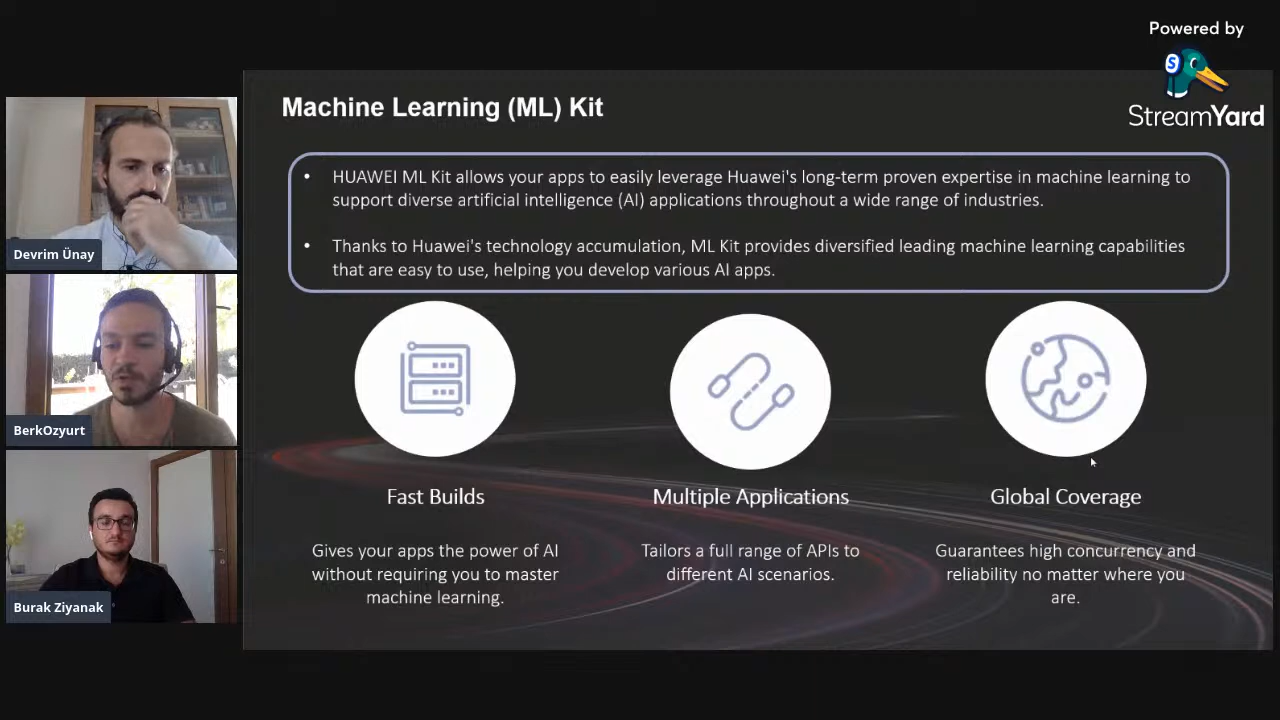 Powered by
S
StreamYard
Machine Learning (ML) Kit
• HUAWEI ML Kit allows your apps to easily leverage Huawei's long-term proven expertise in machine learning to
support diverse artificial intelligence (AI) applications throughout a wide range of industries.
• Thanks to Huawei's technology accumulation, ML Kit provides diversified leading machine learning capabilities
that are easy to use, helping you develop various AI apps.
Devrim Ünay
BerkOzyurt
Burak Ziyanak
Fast Builds
Gives your apps the power of AI
without requiring you to master
machine learning.
Multiple Applications
Tailors a full range of APIs to
different AI scenarios.
Global Coverage
Guarantees high concurrency and
reliability no matter where you
are.